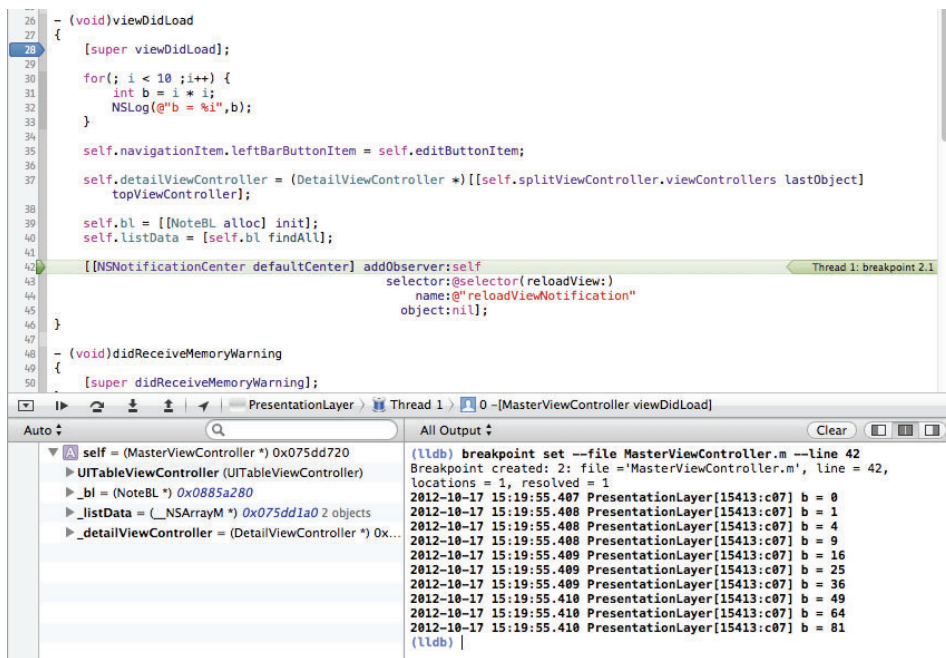 26 - (void)viewDidLoad
27 {
28 [super viewDidLoad];
29
30 for(; i < 10 ;i++) {
31 int b = i * i;
32 NSLog(@"b = %i",b);
33 }
34
35 self.navigationItem.leftBarButtonItem = self.editButtonItem;
36
37 self.detailViewController = (DetailViewController *)[[self.splitViewController.viewControllers lastObject]
topViewController];
38
39 self.bl = [[NoteBL alloc] init];
40 self.listData = [self.bl findAll];
41
42 [[NSNotificationCenter defaultCenter] addObserver:self Thread 1: breakpoint 2.1
43 selector:@selector(reloadView:)
44 name:@"reloadViewNotification"
45 object:nil];
46 }
47
48 - (void)didReceiveMemoryWarning
49 {
50 [super didReceiveMemoryWarning];
PresentationLayer Thread 1 0 -[MasterViewController viewDidLoad]
Auto All Output Clear
A self = (MasterViewController *) 0x075dd720
UITableViewController (UITableViewController)
_bl = (NoteBL *) 0x0885a280
_listData = (__NSArrayM *) 0x075dd1a0 2 objects
_detailViewController = (DetailViewController *) 0x...
(lldb) breakpoint set --file MasterViewController.m --line 42
Breakpoint created: 2: file ='MasterViewController.m', line = 42,
locations = 1, resolved = 1
2012-10-17 15:19:55.407 PresentationLayer[15413:c07] b = 0
2012-10-17 15:19:55.408 PresentationLayer[15413:c07] b = 1
2012-10-17 15:19:55.408 PresentationLayer[15413:c07] b = 4
2012-10-17 15:19:55.408 PresentationLayer[15413:c07] b = 9
2012-10-17 15:19:55.409 PresentationLayer[15413:c07] b = 16
2012-10-17 15:19:55.409 PresentationLayer[15413:c07] b = 25
2012-10-17 15:19:55.409 PresentationLayer[15413:c07] b = 36
2012-10-17 15:19:55.410 PresentationLayer[15413:c07] b = 49
2012-10-17 15:19:55.410 PresentationLayer[15413:c07] b = 64
2012-10-17 15:19:55.410 PresentationLayer[15413:c07] b = 81
(lldb)